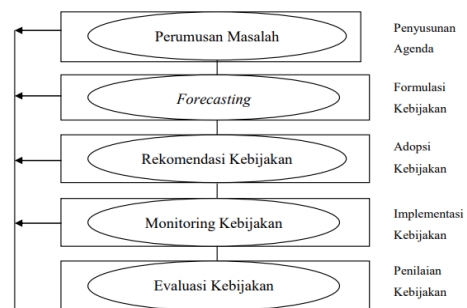 Perumusan Masalah
Penyusunan
Agenda
Forecasting
Formulasi
Kebijakan
Rekomendasi Kebijakan
Adopsi
Kebijakan
Monitoring Kebijakan
Implementasi
Kebijakan
Evaluasi Kebijakan
Penilaian
Kebijakan